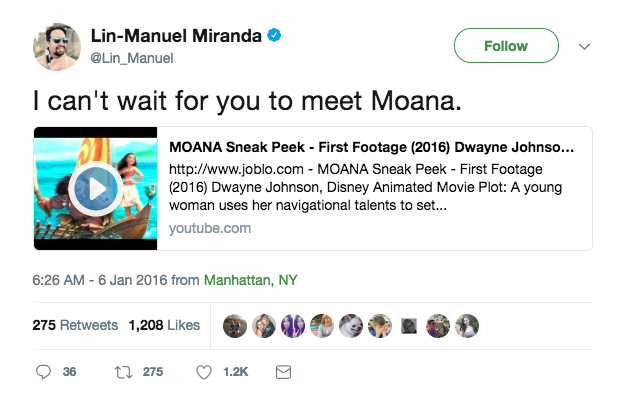 Lin-Manuel Miranda
@Lin_Manuel
Follow
I can't wait for you to meet Moana.
MOANA Sneak Peek - First Footage (2016) Dwayne Johnso...
http://www.joblo.com - MOANA Sneak Peek - First Footage
(2016) Dwayne Johnson, Disney Animated Movie Plot: A young
woman uses her navigational talents to set...
youtube.com
6:26 AM - 6 Jan 2016 from Manhattan, NY
275 Retweets 1,208 Likes
36 275 1.2K